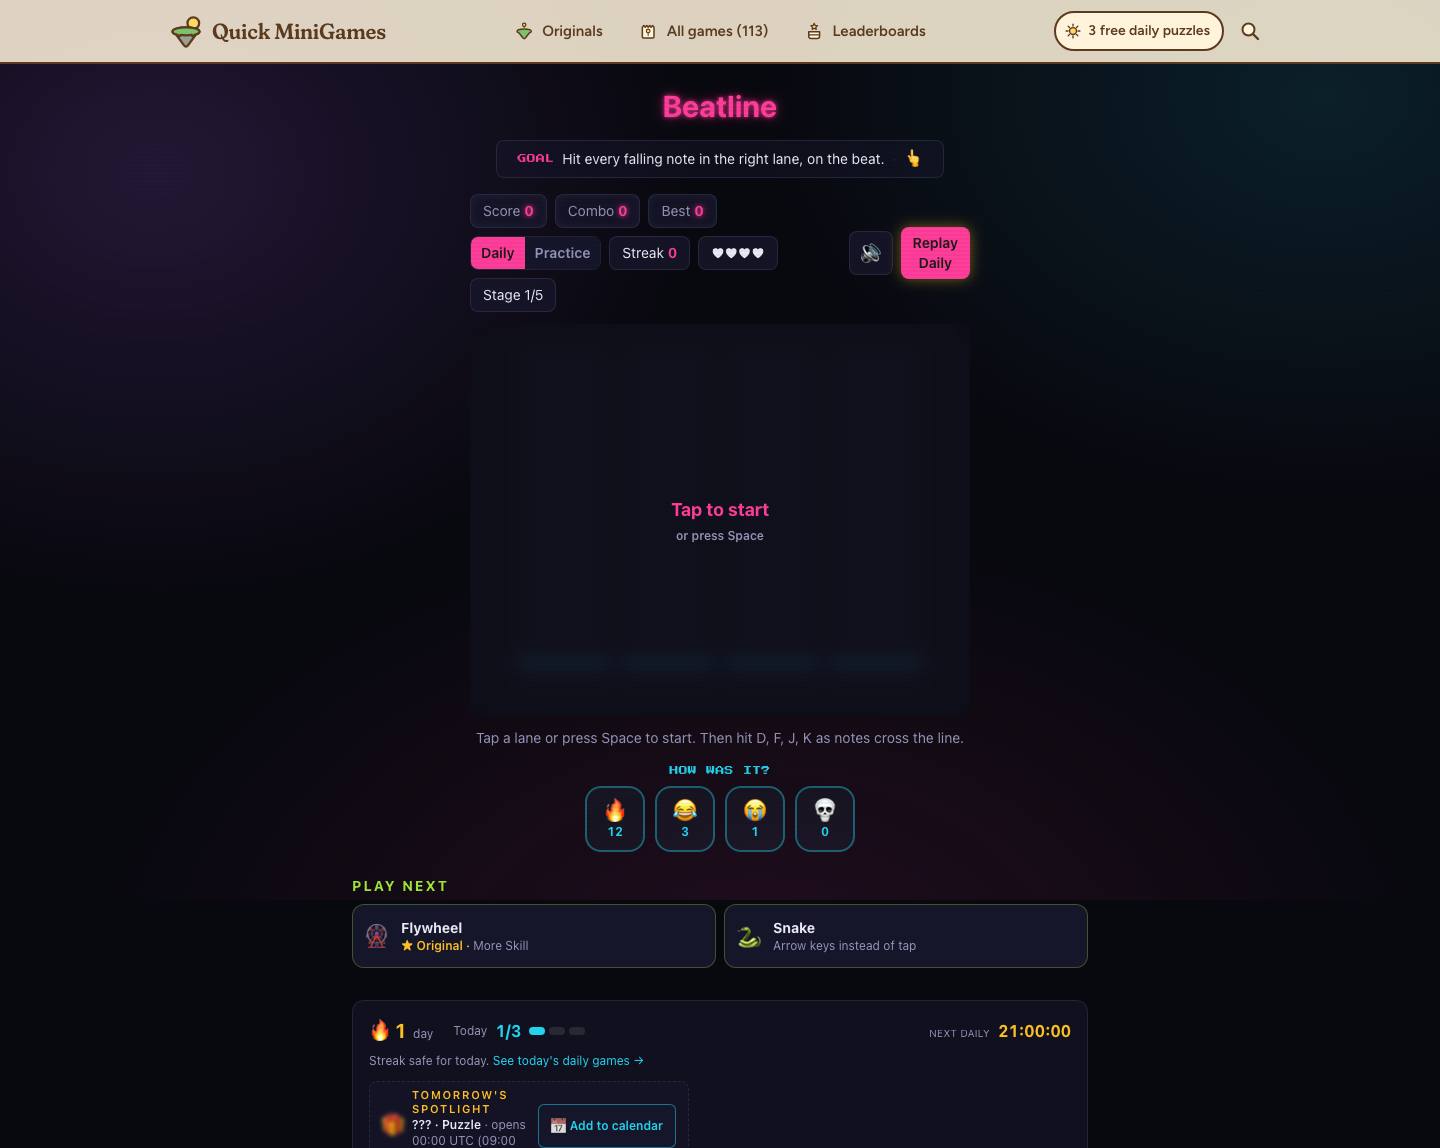 Quick MiniGames
Originals
All games (113)
Leaderboards
3 free daily puzzles
Beatline
GOAL Hit every falling note in the right lane, on the beat.
Score 0
Combo 0
Best 0
Daily
Practice
Streak 0
Replay
Daily
Stage 1/5
Tap to start
or press Space
Tap a lane or press Space to start. Then hit D, F, J, K as notes cross the line.
HOW WAS IT?
12
3
1
0
PLAY NEXT
Flywheel
Original · More Skill
Snake
Arrow keys instead of tap
1 day
Today 1/3
NEXT DAILY 21:00:00
Streak safe for today. See today's daily games →
TOMORROW'S
SPOTLIGHT
??? · Puzzle · opens
00:00 UTC (09:00
Add to calendar